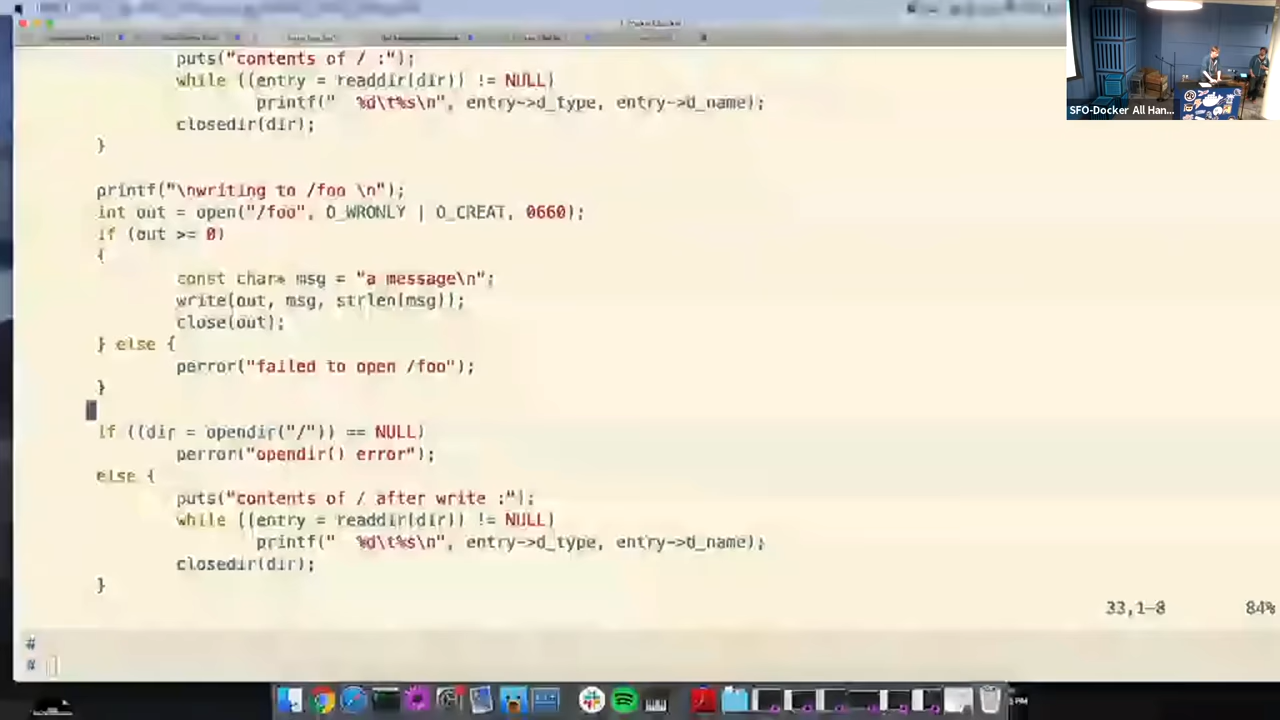 puts("contents of / :");
while ((entry = readdir(dir)) != NULL)
printf("  %d\t%s\n", entry->d_type, entry->d_name);
closedir(dir);
}
printf("\nwriting to /foo \n");
int out = open("/foo", O_WRONLY | O_CREAT, 0660);
if (out >= 0)
{
const char* msg = "a message\n";
write(out, msg, strlen(msg));
close(out);
} else {
perror("failed to open /foo");
}
if ((dir = opendir("/")) == NULL)
perror("opendir() error");
else {
puts("contents of / after write :");
while ((entry = readdir(dir)) != NULL)
printf("  %d\t%s\n", entry->d_type, entry->d_name);
closedir(dir);
}
33,1-8 84%
#
#
SFO-Docker All Han...